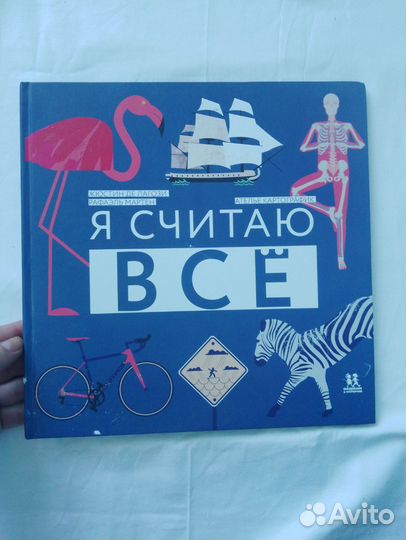 ЖЮСТИН ДЕ ЛАГОЗИ
РАФАЭЛЬ МАРТЕН
АТЕЛЬЕ КАРТОГРАФИК
Я СЧИТАЮ
ВСЁ
Avito